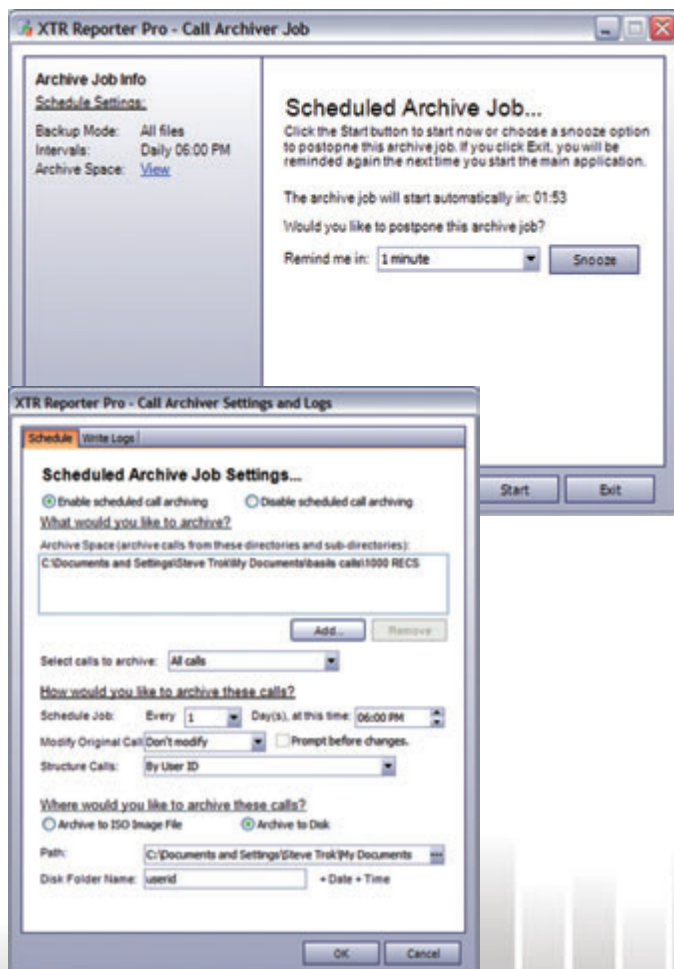 XTR Reporter Pro - Call Archiver Job
Archive Job Info
Schedule Settings:
Backup Mode: All files
Intervals: Daily 06:00 PM
Archive Space: View
Scheduled Archive Job...
Click the Start button to start now or choose a snooze option
to postopne this archive job. If you click Exit, you will be
reminded again the next time you start the main application.
The archive job will start automatically in: 01:53
Would you like to postpone this archive job?
Remind me in: 1 minute Snooze
Start Exit
XTR Reporter Pro - Call Archiver Settings and Logs
Schedule Write Logs
Scheduled Archive Job Settings...
Enable scheduled call archiving Disable scheduled call archiving
What would you like to archive?
Archive Space (archive calls from these directories and sub-directories):
C:\Documents and Settings\Steve Trok\My Documents\basils calls\1000 RECS
Add... Remove
Select calls to archive: All calls
How would you like to archive these calls?
Schedule Job: Every 1 Day(s), at this time: 06:00 PM
Modify Original Call Don't modify Prompt before changes.
Structure Calls: By User ID
Where would you like to archive these calls?
Archive to ISO Image File Archive to Disk
Path: C:\Documents and Settings\Steve Trok\My Documents ...
Disk Folder Name: userid + Date + Time
OK Cancel